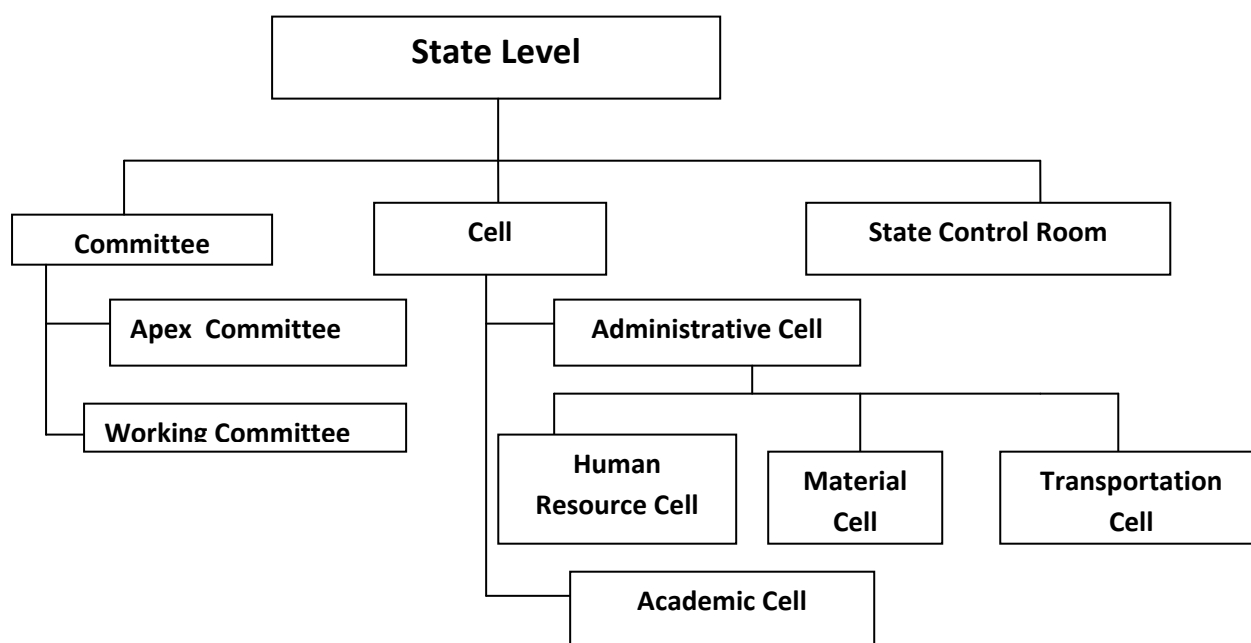 State Level
Committee
Cell
State Control Room
Apex Committee
Administrative Cell
Working Committee
Human
Resource Cell
Material
Cell
Transportation
Cell
Academic Cell